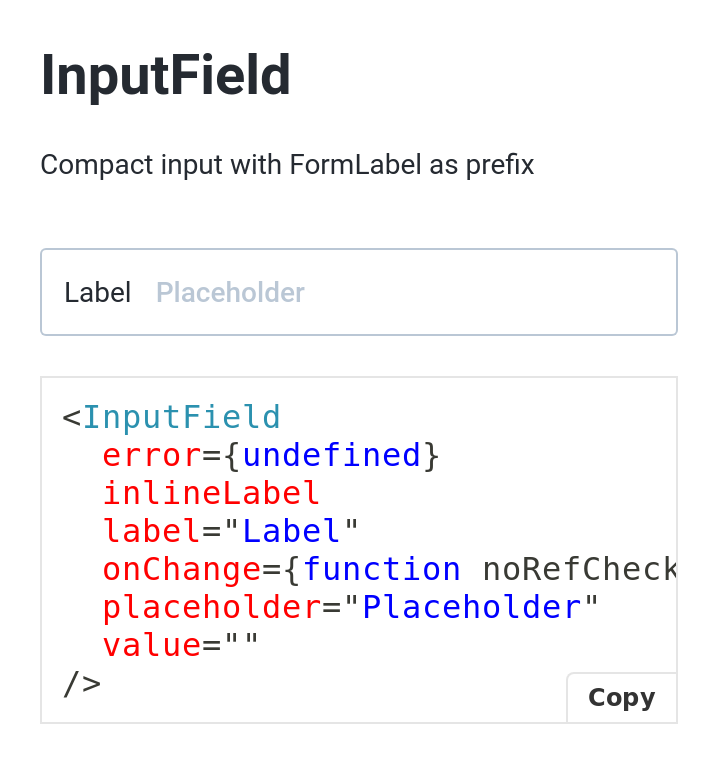 InputField
Compact input with FormLabel as prefix
Label Placeholder
<InputField
  error={undefined}
  inlineLabel
  label="Label"
  onChange={function noRefCheck
  placeholder="Placeholder"
  value=""
/>
Copy